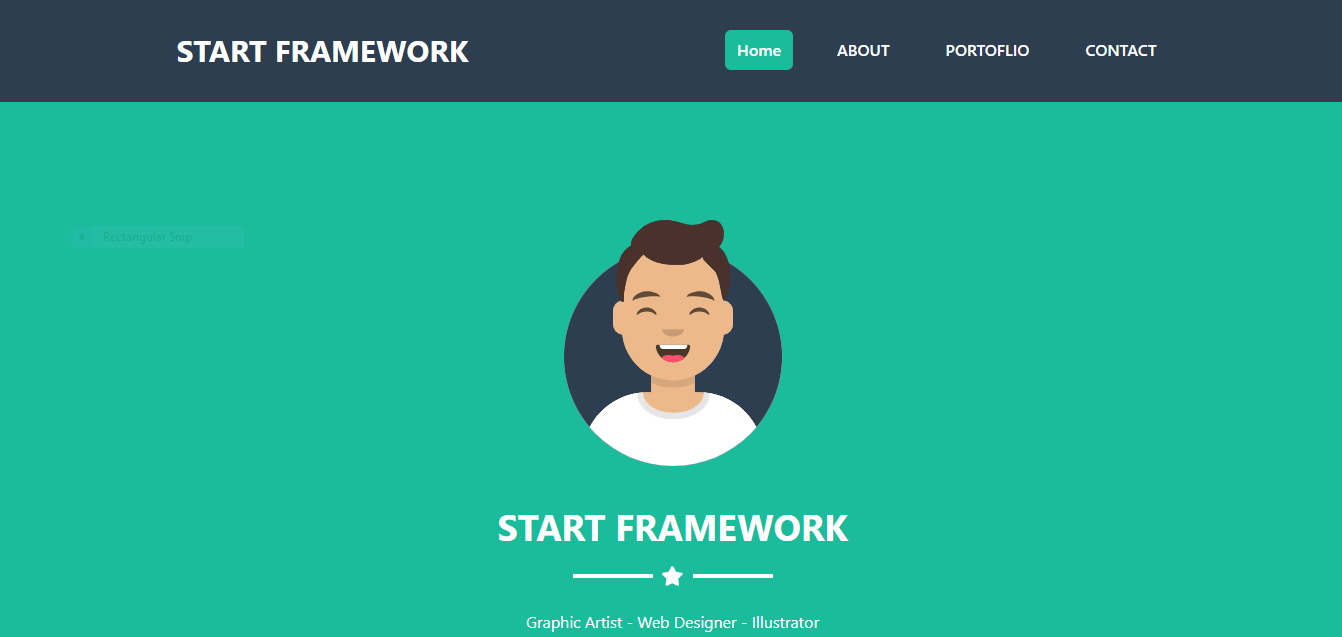 START FRAMEWORK
Home ABOUT PORTOFLIO CONTACT
Rectangular Snip
START FRAMEWORK
Graphic Artist - Web Designer - Illustrator